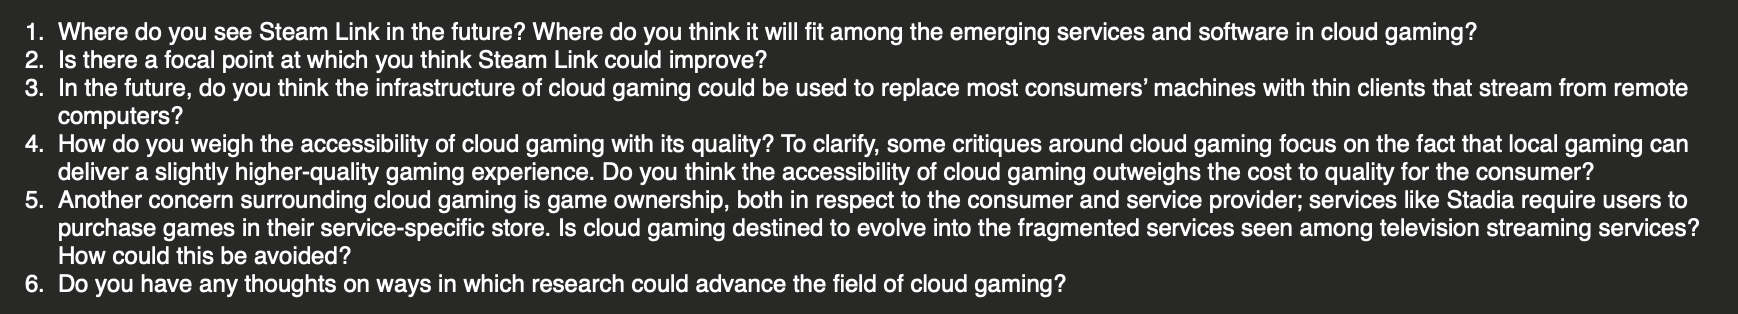 1. Where do you see Steam Link in the future? Where do you think it will fit among the emerging services and software in cloud gaming?
2. Is there a focal point at which you think Steam Link could improve?
3. In the future, do you think the infrastructure of cloud gaming could be used to replace most consumers’ machines with thin clients that stream from remote
computers?
4. How do you weigh the accessibility of cloud gaming with its quality? To clarify, some critiques around cloud gaming focus on the fact that local gaming can
deliver a slightly higher-quality gaming experience. Do you think the accessibility of cloud gaming outweighs the cost to quality for the consumer?
5. Another concern surrounding cloud gaming is game ownership, both in respect to the consumer and service provider; services like Stadia require users to
purchase games in their service-specific store. Is cloud gaming destined to evolve into the fragmented services seen among television streaming services?
How could this be avoided?
6. Do you have any thoughts on ways in which research could advance the field of cloud gaming?